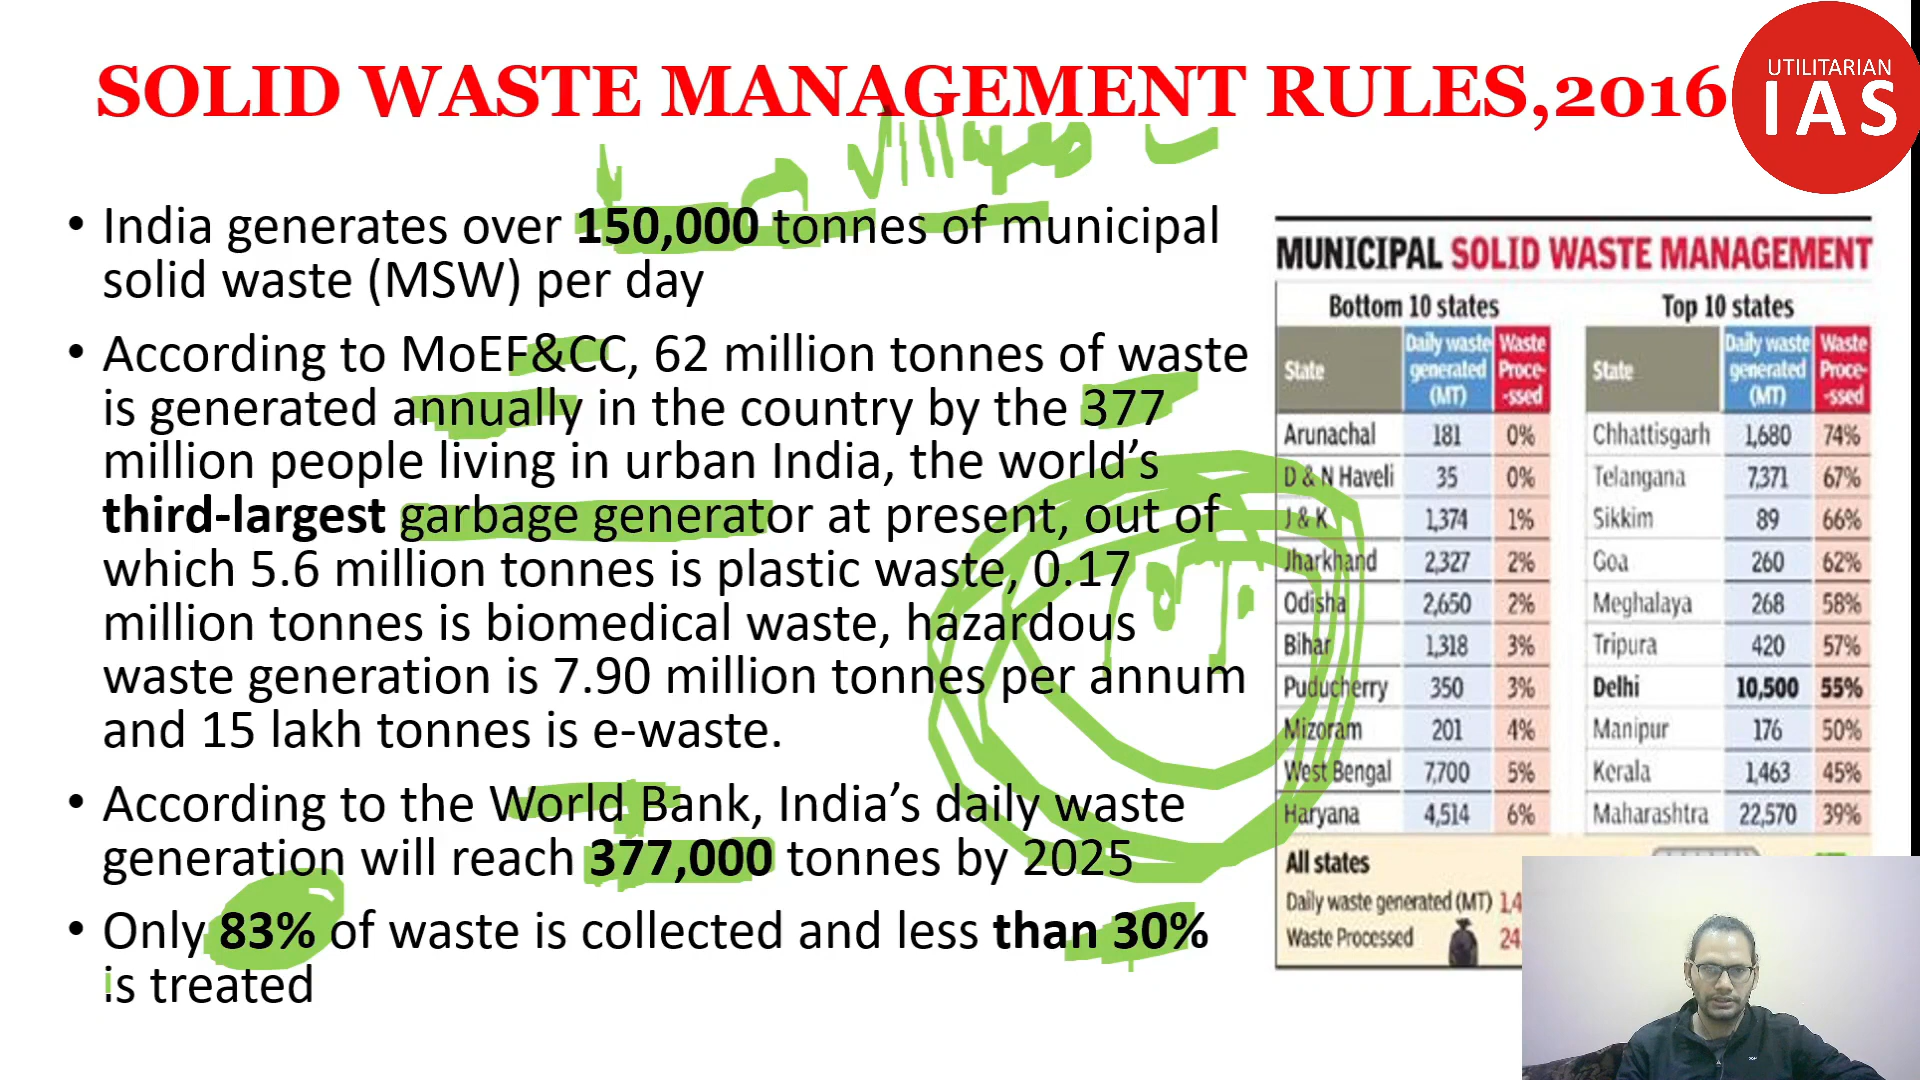 SOLID WASTE MANAGEMENT RULES,2016
UTILITARIAN
IAS
villages
• India generates over 150,000 tonnes of municipal
solid waste (MSW) per day
• According to MoEF&CC, 62 million tonnes of waste
is generated annually in the country by the 377
million people living in urban India, the world’s
third-largest garbage generator at present, out of
which 5.6 million tonnes is plastic waste, 0.17
million tonnes is biomedical waste, hazardous
waste generation is 7.90 million tonnes per annum
and 15 lakh tonnes is e-waste.
• According to the World Bank, India’s daily waste
generation will reach 377,000 tonnes by 2025
• Only 83% of waste is collected and less than 30%
is treated
MUNICIPAL SOLID WASTE MANAGEMENT
Bottom 10 states
State Daily waste generated (MT) Waste Proce-ssed
Arunachal 181 0%
D & N Haveli 35 0%
J & K 1,374 1%
Jharkhand 2,327 2%
Odisha 2,650 2%
Bihar 1,318 3%
Puducherry 350 3%
Mizoram 201 4%
West Bengal 7,700 5%
Haryana 4,514 6%
Top 10 states
State Daily waste generated (MT) Waste Proce-ssed
Chhattisgarh 1,680 74%
Telangana 7,371 67%
Sikkim 89 66%
Goa 260 62%
Meghalaya 268 58%
Tripura 420 57%
Delhi 10,500 55%
Manipur 176 50%
Kerala 1,463 45%
Maharashtra 22,570 39%
All states
Daily waste generated (MT) 1,4
Waste Processed 24